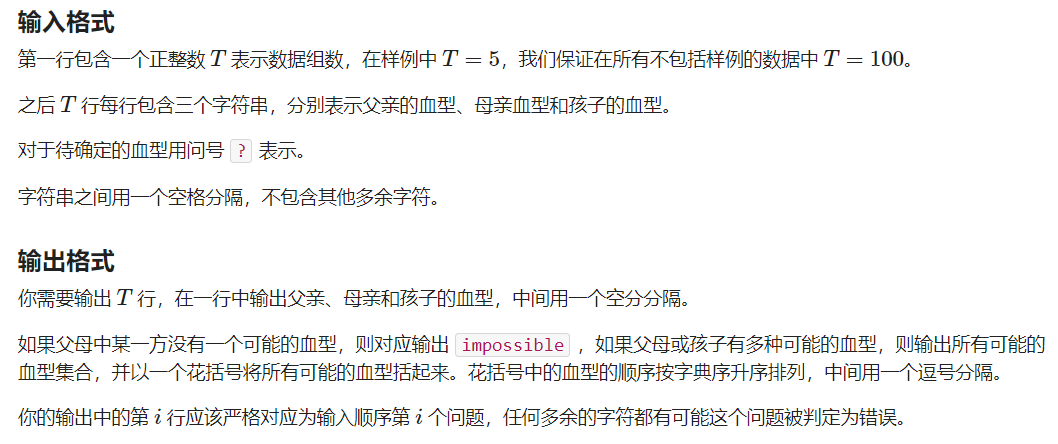 输入格式
第一行包含一个正整数 T 表示数据组数，在样例中 T = 5，我们保证在所有不包括样例的数据中 T = 100。
之后 T 行每行包含三个字符串，分别表示父亲的血型、母亲血型和孩子的血型。
对于待确定的血型用问号 ? 表示。
字符串之间用一个空格分隔，不包含其他多余字符。
输出格式
你需要输出 T 行，在一行中输出父亲、母亲和孩子的血型，中间用一个空分分隔。
如果父母中某一方没有一个可能的血型，则对应输出 impossible ，如果父母或孩子有多种可能的血型，则输出所有可能的
血型集合，并以一个花括号将所有可能的血型括起来。花括号中的血型的顺序按字典序升序排列，中间用一个逗号分隔。
你的输出中的第 i 行应该严格对应为输入顺序第 i 个问题，任何多余的字符都有可能这个问题被判定为错误。